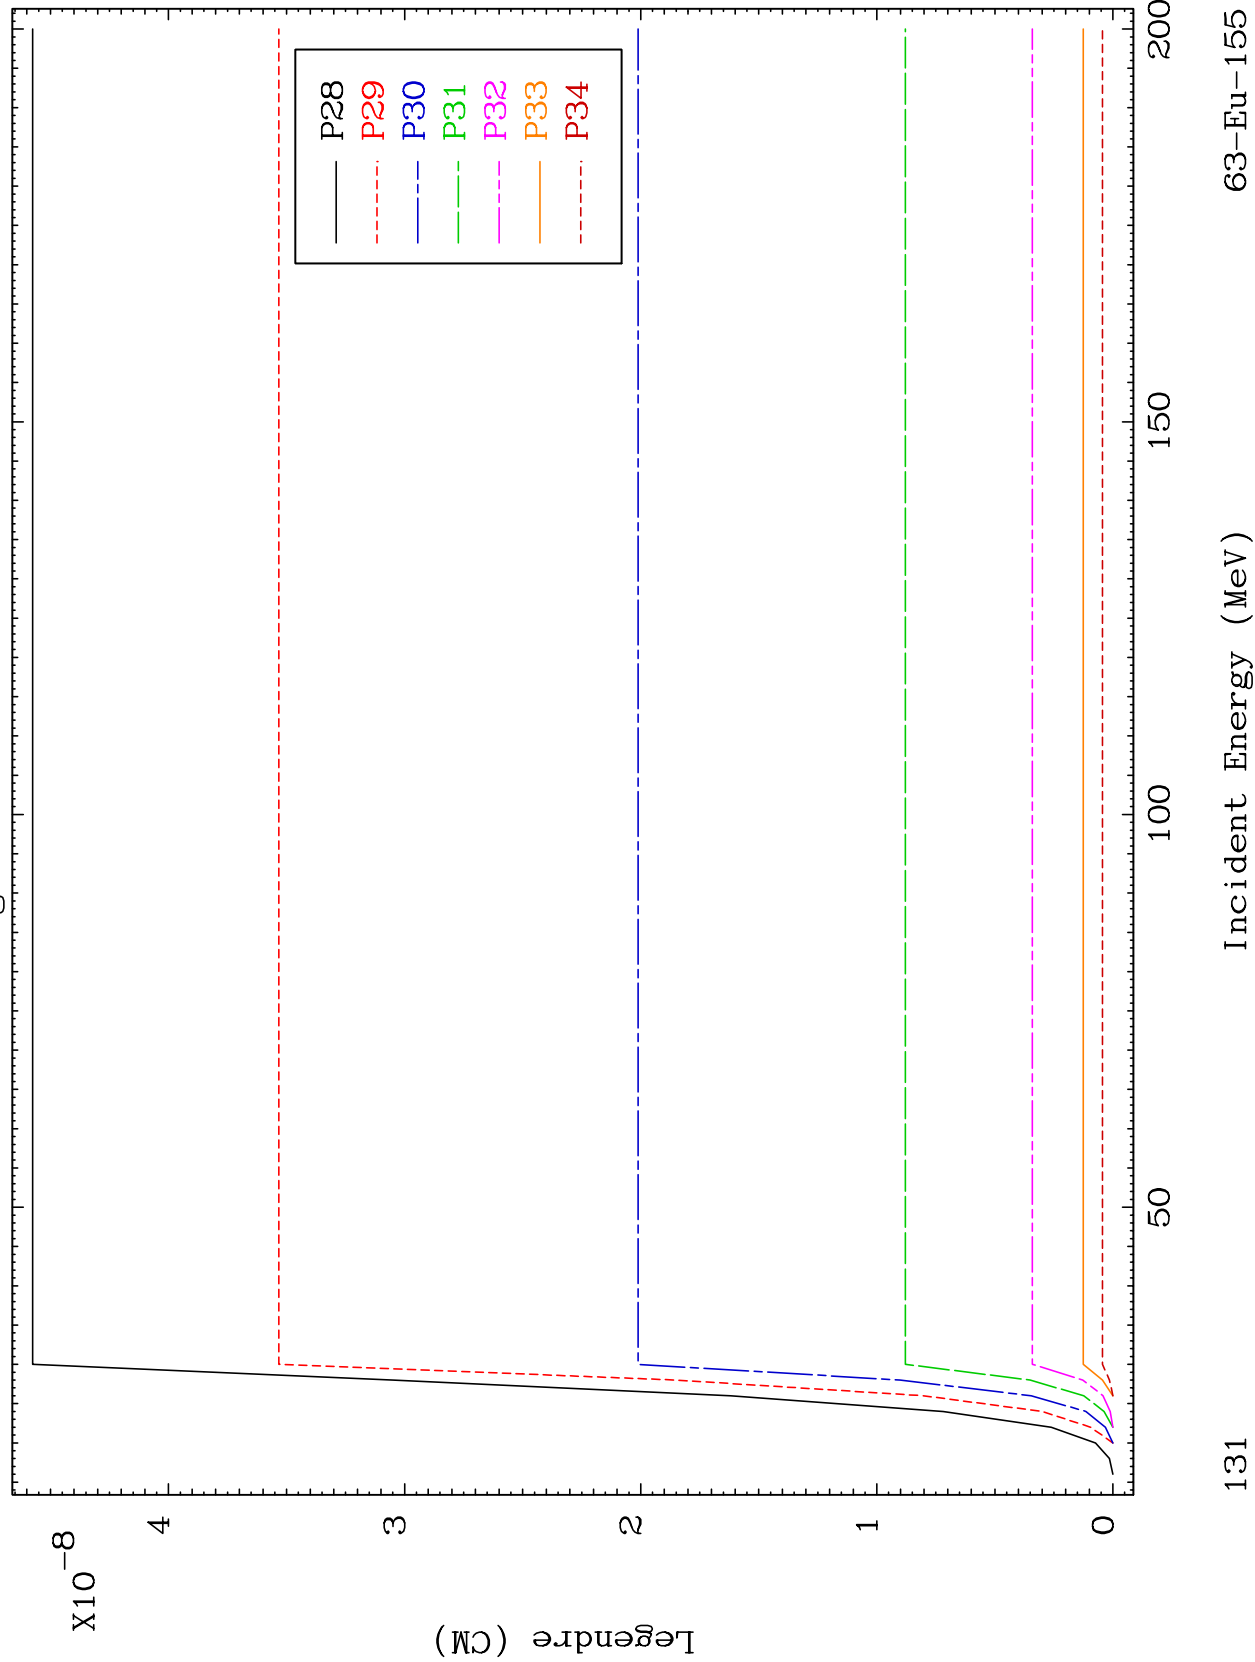 X10-8
4
3
2
1
0
Legendre (CM)
P28
P29
P30
P31
P32
P33
P34
50
100
150
200
Incident Energy (MeV)
131
63-Eu-155